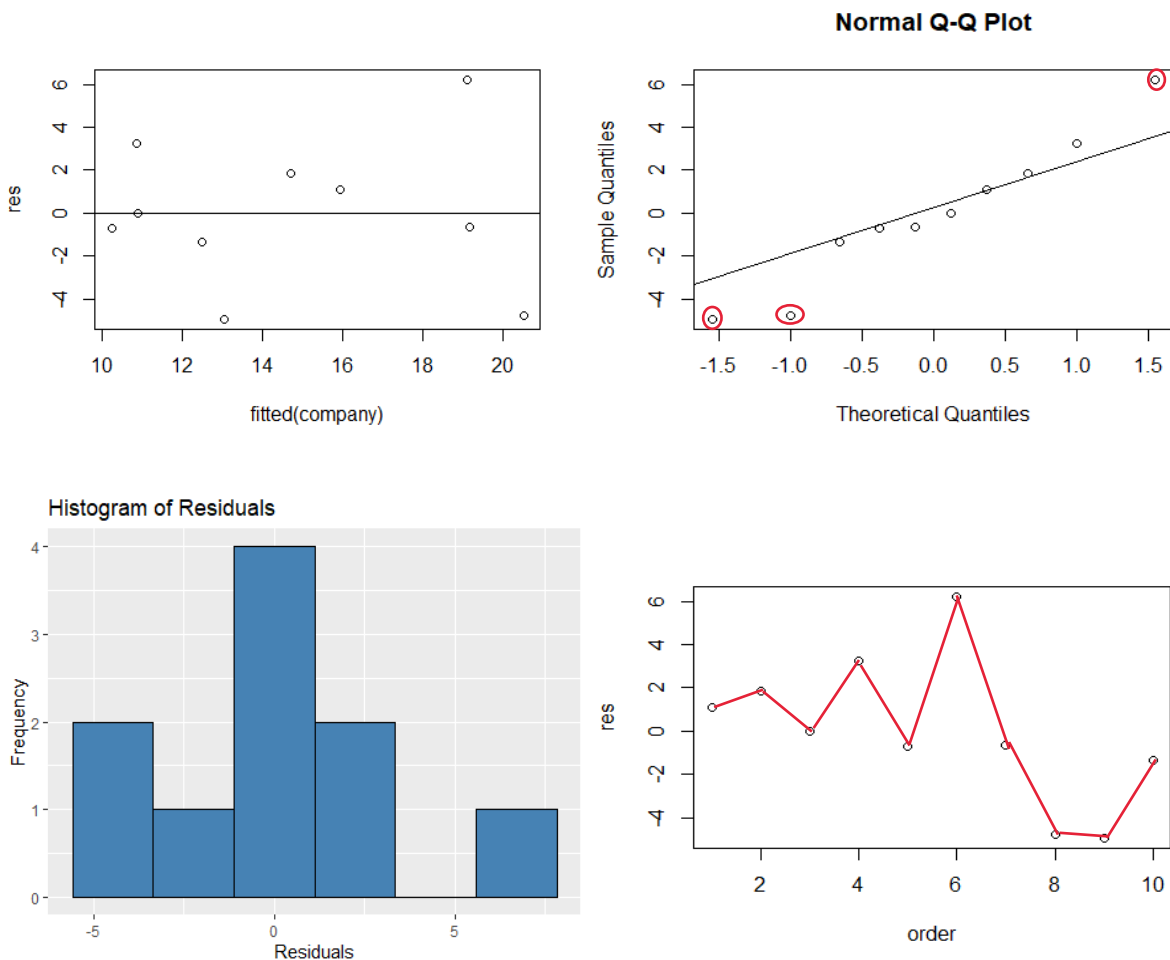 res
6
4
2
0
-2
-4
10 12 14 16 18 20
fitted(company)
Normal Q-Q Plot
Sample Quantiles
6
4
2
0
-2
-4
-1.5 -1.0 -0.5 0.0 0.5 1.0 1.5
Theoretical Quantiles
Histogram of Residuals
Frequency
4
3
2
1
0
-5 0 5
Residuals
res
6
4
2
0
-2
-4
2 4 6 8 10
order